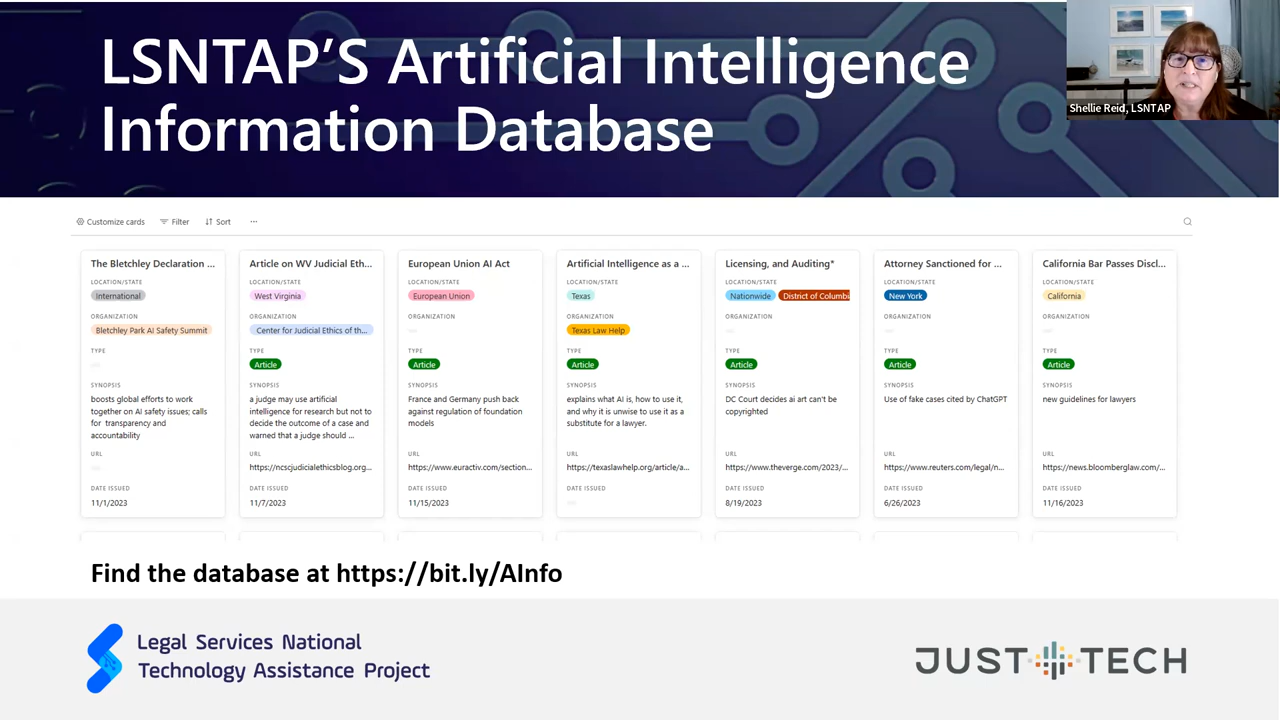 LSNTAP'S Artificial Intelligence
Information Database
Shellie Reid, LSNTAP
Customize cards Filter Sort ...
The Bletchley Declaration ...
LOCATION/STATE
International
ORGANIZATION
Bletchley Park AI Safety Summit
TYPE
SYNOPSIS
boosts global efforts to work
together on AI safety issues; calls
for transparency and
accountability
URL
DATE ISSUED
11/1/2023
Article on WV Judicial Eth...
LOCATION/STATE
West Virginia
ORGANIZATION
Center for Judicial Ethics of th...
TYPE
Article
SYNOPSIS
a judge may use artificial
intelligence for research but not to
decide the outcome of a case and
warned that a judge should ...
URL
https://ncscjudicialethicsblog.org...
DATE ISSUED
11/7/2023
European Union AI Act
LOCATION/STATE
European Union
ORGANIZATION
TYPE
Article
SYNOPSIS
France and Germany push back
against regulation of foundation
models
URL
https://www.euractiv.com/section...
DATE ISSUED
11/15/2023
Artificial Intelligence as a ...
LOCATION/STATE
Texas
ORGANIZATION
Texas Law Help
TYPE
Article
SYNOPSIS
explains what AI is, how to use it,
and why it is unwise to use it as a
substitute for a lawyer.
URL
https://texaslawhelp.org/article/a...
DATE ISSUED
Licensing, and Auditing*
LOCATION/STATE
Nationwide District of Columbia
ORGANIZATION
TYPE
Article
SYNOPSIS
DC Court decides ai art can't be
copyrighted
URL
https://www.theverge.com/2023/...
DATE ISSUED
8/19/2023
Attorney Sanctioned for ...
LOCATION/STATE
New York
ORGANIZATION
TYPE
Article
SYNOPSIS
Use of fake cases cited by ChatGPT
URL
https://www.reuters.com/legal/n...
DATE ISSUED
6/26/2023
California Bar Passes Discl...
LOCATION/STATE
California
ORGANIZATION
TYPE
Article
SYNOPSIS
new guidelines for lawyers
URL
https://news.bloomberglaw.com/...
DATE ISSUED
11/16/2023
Find the database at https://bit.ly/AInfo
Legal Services National
Technology Assistance Project
JUST TECH